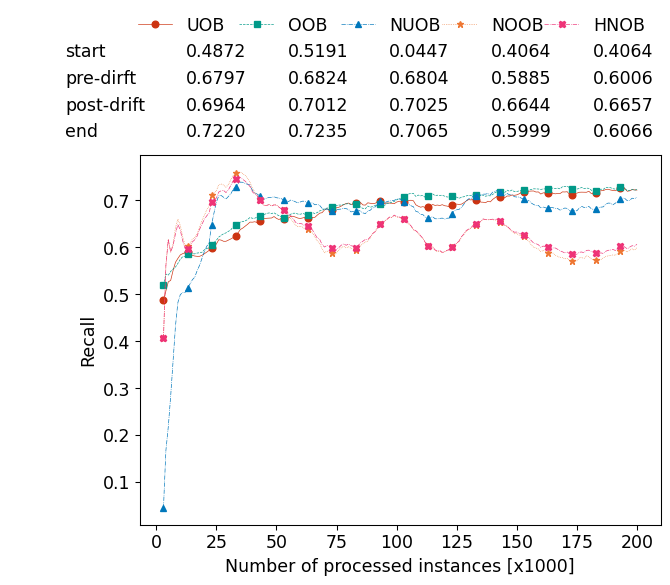 UOB OOB NUOB NOOB HNOB
start 0.4872 0.5191 0.0447 0.4064 0.4064
pre-dirft 0.6797 0.6824 0.6804 0.5885 0.6006
post-drift 0.6964 0.7012 0.7025 0.6644 0.6657
end 0.7220 0.7235 0.7065 0.5999 0.6066
0.7
0.6
0.5
0.4
0.3
0.2
0.1
Recall
0 25 50 75 100 125 150 175 200
Number of processed instances [x1000]